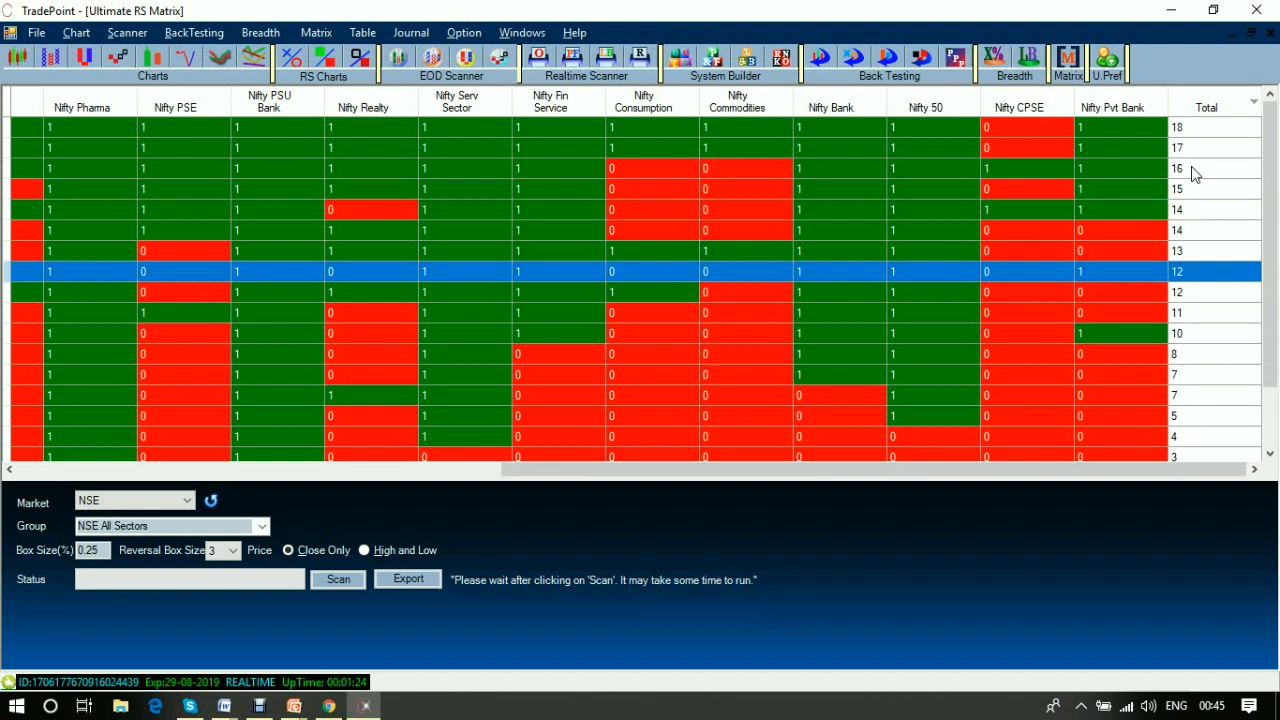 TradePoint - [Ultimate RS Matrix]
File Chart Scanner BackTesting Breadth Matrix Table Journal Option Windows Help
Charts RS Charts EOD Scanner Realtime Scanner System Builder Back Testing Breadth Matrix U.Pref
Nifty Pharma Nifty PSE Nifty PSU Bank Nifty Realty Nifty Serv Sector Nifty Fin Service Nifty Consumption Nifty Commodities Nifty Bank Nifty 50 Nifty CPSE Nifty Pvt Bank Total
1 1 1 1 1 1 1 1 1 1 0 1 18
1 1 1 1 1 1 1 1 1 1 0 1 17
1 1 1 1 1 1 0 0 1 1 1 1 16
1 1 1 1 1 1 0 0 1 1 0 1 15
1 1 1 0 1 1 0 0 1 1 1 1 14
1 1 1 1 1 1 0 0 1 1 0 0 14
1 0 1 1 1 1 1 1 1 1 0 0 13
1 0 1 0 1 1 0 0 1 1 0 1 12
1 0 1 1 1 1 1 0 1 1 0 0 12
1 1 1 0 1 1 0 0 1 1 0 0 11
1 0 1 0 1 1 0 0 1 1 0 1 10
1 0 1 0 1 0 0 0 1 1 0 0 8
1 0 1 0 1 0 0 0 1 1 0 0 7
1 0 1 1 1 0 0 0 0 1 0 0 7
1 0 1 0 1 0 0 0 0 1 0 0 5
1 0 1 0 1 0 0 0 0 0 0 0 4
1 0 1 0 0 0 0 0 0 0 0 0 3
Market NSE
Group NSE All Sectors
Box Size(%) 0.25 Reversal Box Size 3 Price Close Only High and Low
Status Scan Export "Please wait after clicking on 'Scan'. It may take some time to run."
ID:1706177670916024439 Exp:29-08-2019 REALTIME UpTime: 00:01:24
ENG 00:45